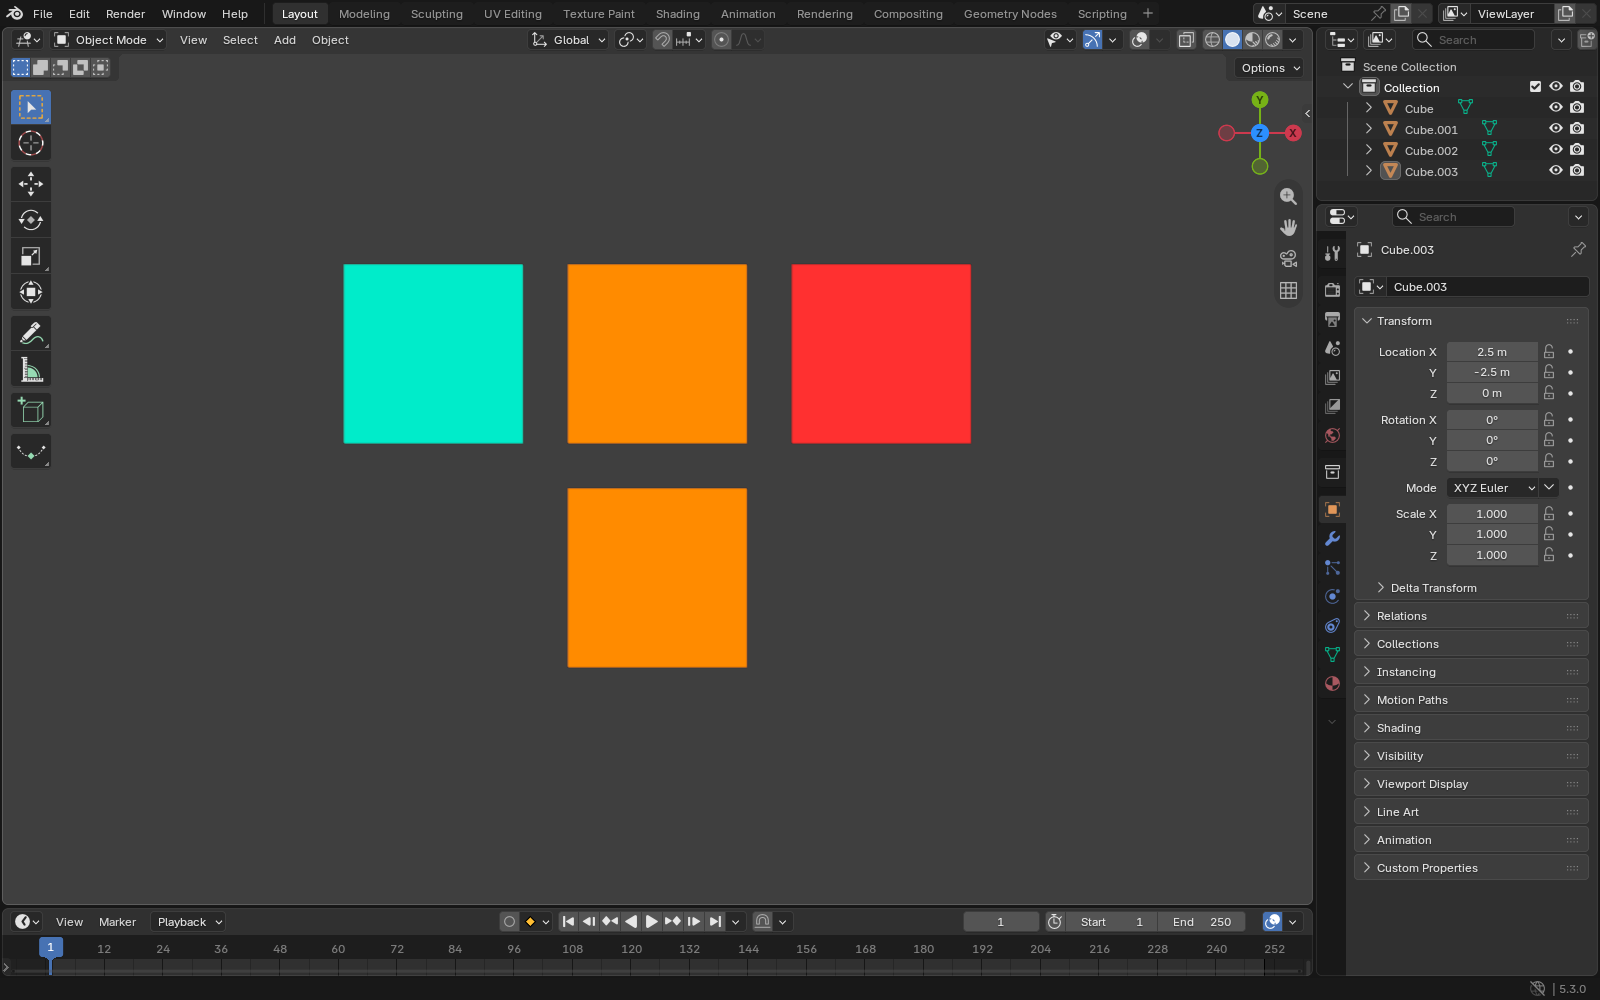 File Edit Render Window Help Layout Modeling Sculpting UV Editing Texture Paint Shading Animation Rendering Compositing Geometry Nodes Scripting Scene ViewLayer
Object Mode View Select Add Object Global Search
Options
Y
Z X
Scene Collection
Collection
Cube
Cube.001
Cube.002
Cube.003
Search
Cube.003
Cube.003
Transform
Location X 2.5 m
Y -2.5 m
Z 0 m
Rotation X 0°
Y 0°
Z 0°
Mode XYZ Euler
Scale X 1.000
Y 1.000
Z 1.000
Delta Transform
Relations
Collections
Instancing
Motion Paths
Shading
Visibility
Viewport Display
Line Art
Animation
Custom Properties
View Marker Playback 1 Start 1 End 250
1 12 24 36 48 60 72 84 96 108 120 132 144 156 168 180 192 204 216 228 240 252
5.3.0